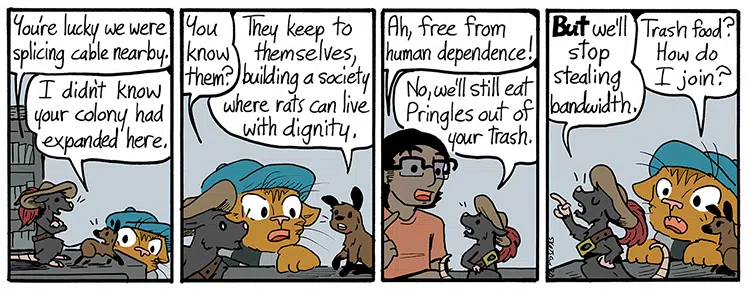 You're lucky we were
splicing cable nearby.
I didn't know
your colony had
expanded here.
You
know
them?
They keep to
themselves,
building a society
where rats can live
with dignity.
Ah, free from
human dependence!
No, we'll still eat
Pringles out of
your trash.
But we'll
stop
stealing
bandwidth.
Trash food?
How do
I join?